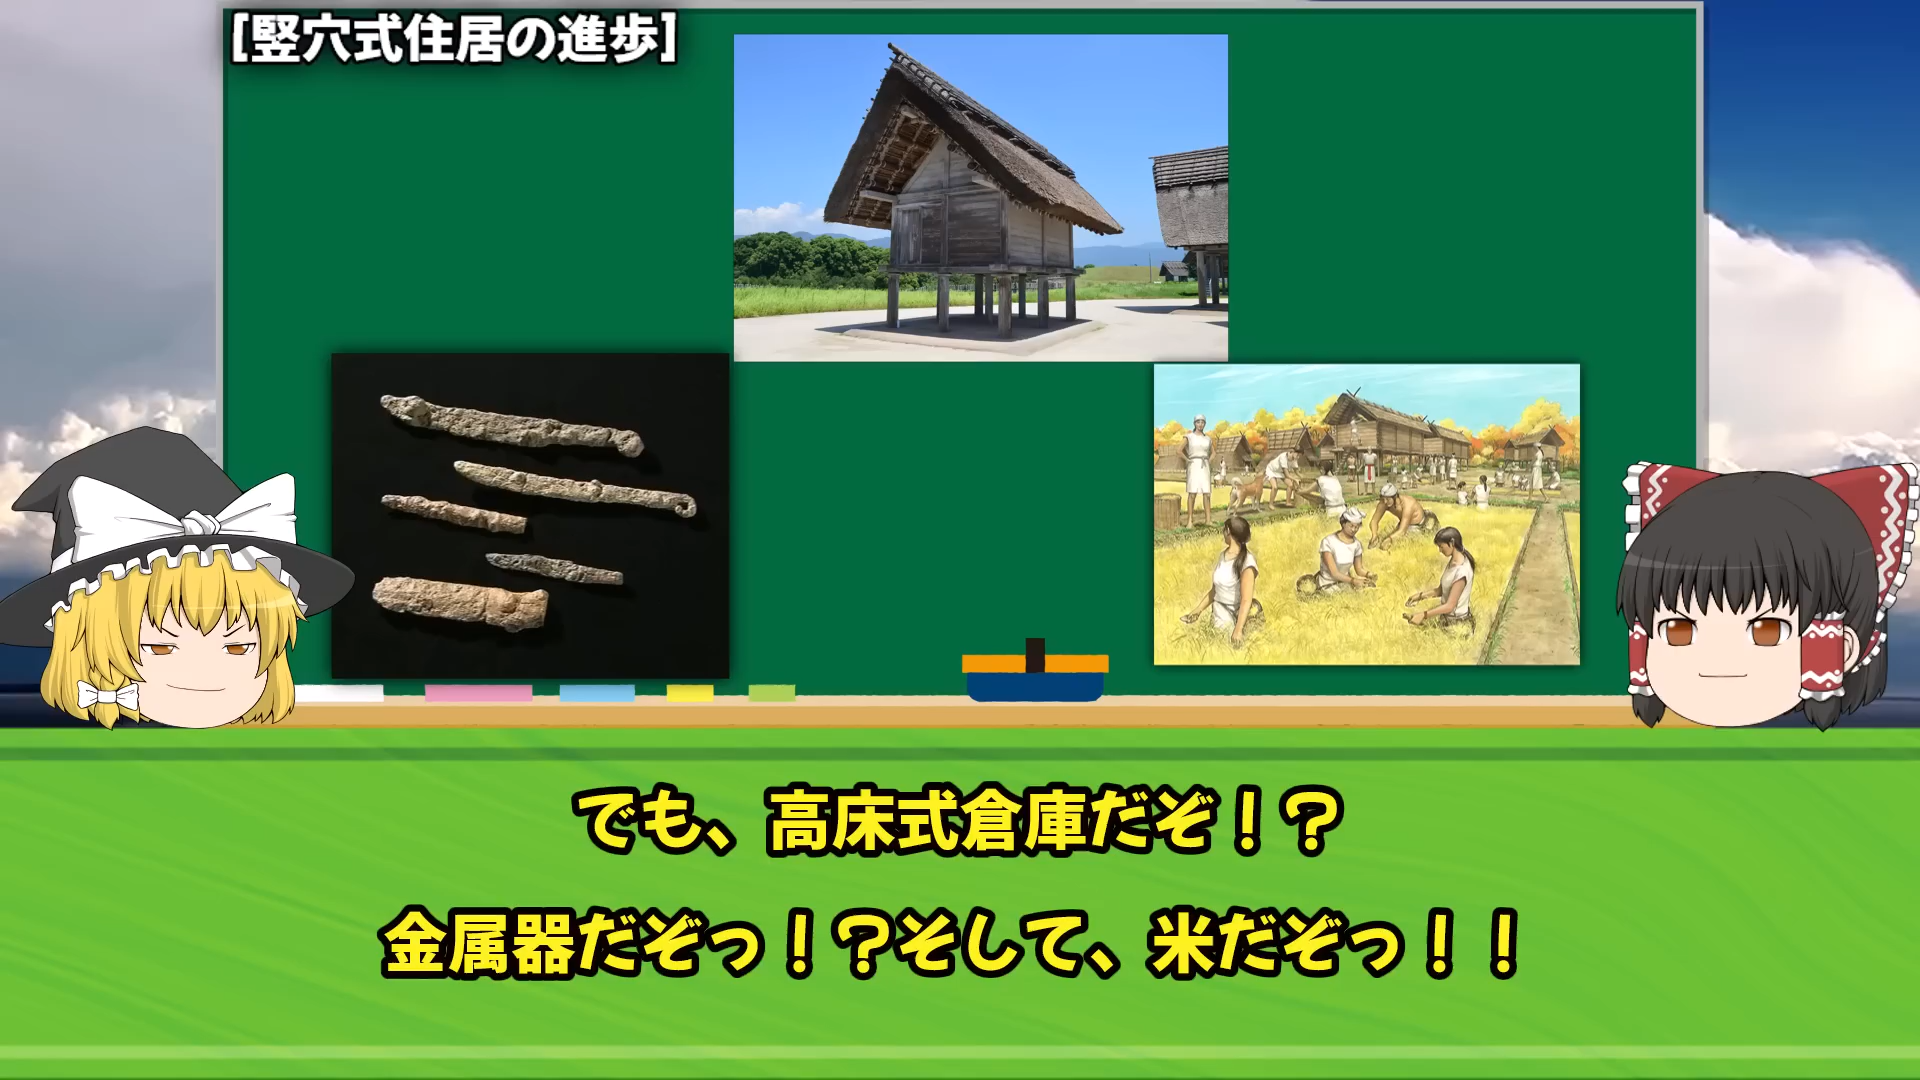 [竪穴式住居の進歩]
でも、高床式倉庫だぞ！？
金属器だぞっ！？そして、米だぞっ！！